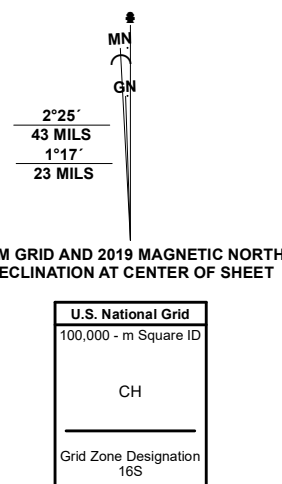 MN
GN
2°25´
43 MILS
1°17´
23 MILS
M GRID AND 2019 MAGNETIC NORTH
ECLINATION AT CENTER OF SHEET
U.S. National Grid
100,000 - m Square ID
CH
Grid Zone Designation
16S